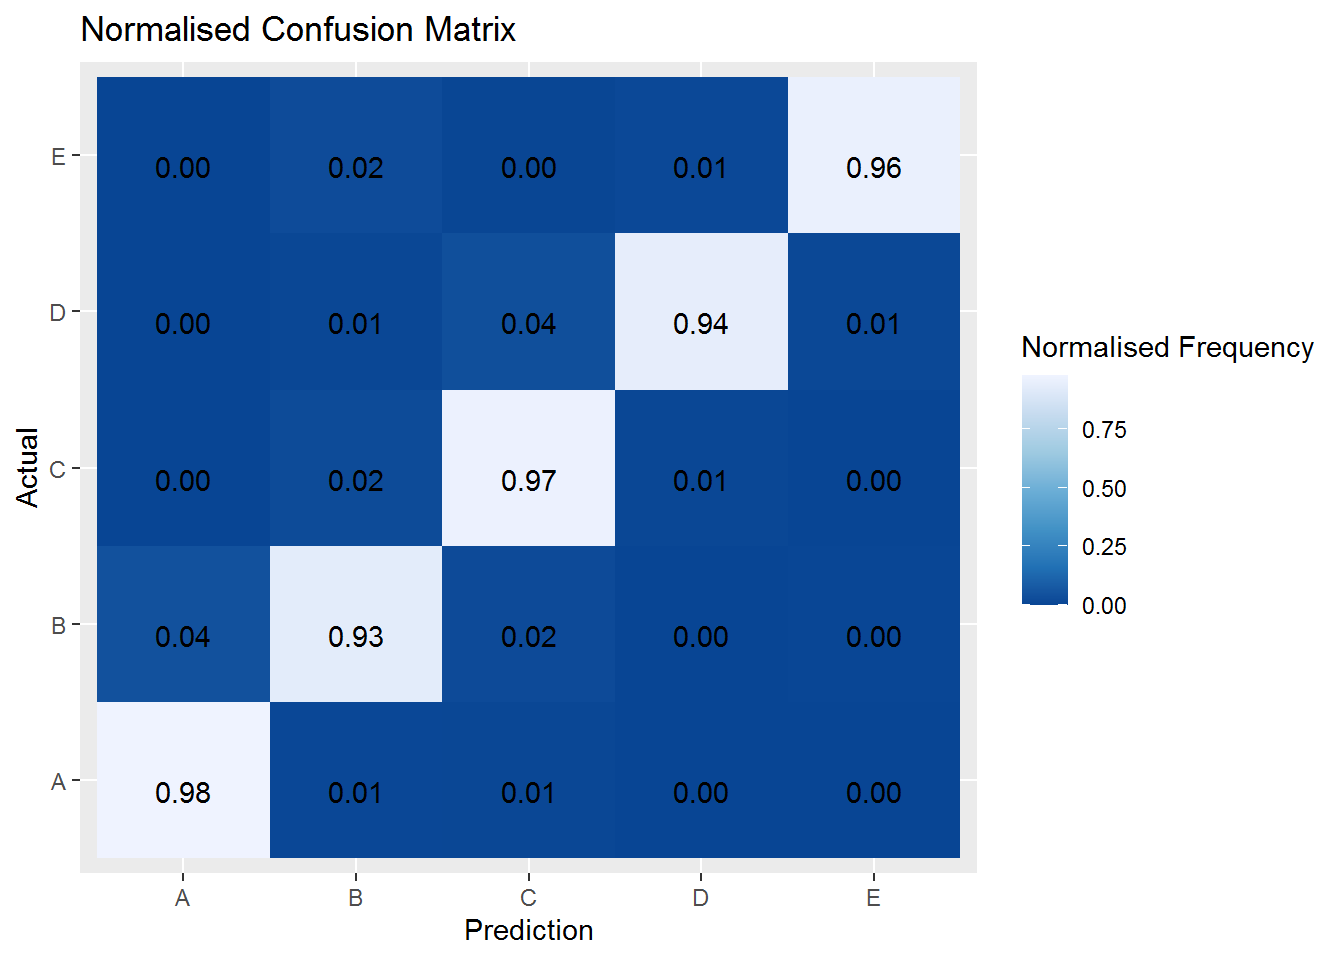 Normalised Confusion Matrix
E 0.00 0.02 0.00 0.01 0.96
D 0.00 0.01 0.04 0.94 0.01
C 0.00 0.02 0.97 0.01 0.00
B 0.04 0.93 0.02 0.00 0.00
A 0.98 0.01 0.01 0.00 0.00
A B C D E
Prediction
Actual
Normalised Frequency
0.75
0.50
0.25
0.00